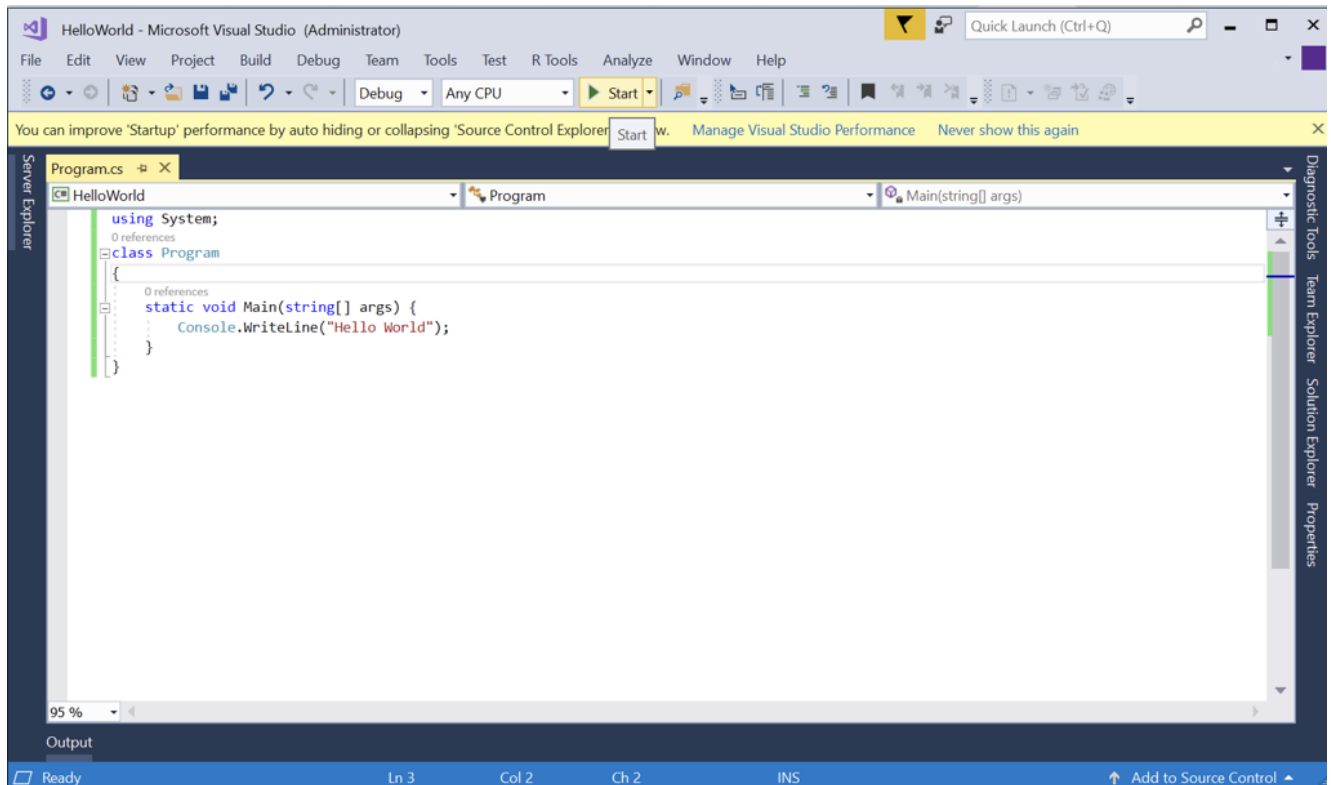 HelloWorld - Microsoft Visual Studio (Administrator)
Quick Launch (Ctrl+Q)
File Edit View Project Build Debug Team Tools Test R Tools Analyze Window Help
Debug Any CPU Start
You can improve 'Startup' performance by auto hiding or collapsing 'Source Control Explorer w. Manage Visual Studio Performance Never show this again
Start
Server Explorer
Program.cs
C# HelloWorld Program Main(string[] args)
using System;
0 references
class Program
{
0 references
static void Main(string[] args) {
Console.WriteLine("Hello World");
}
}
Diagnostic Tools
Team Explorer
Solution Explorer
Properties
95 %
Output
Ready Ln 3 Col 2 Ch 2 INS Add to Source Control